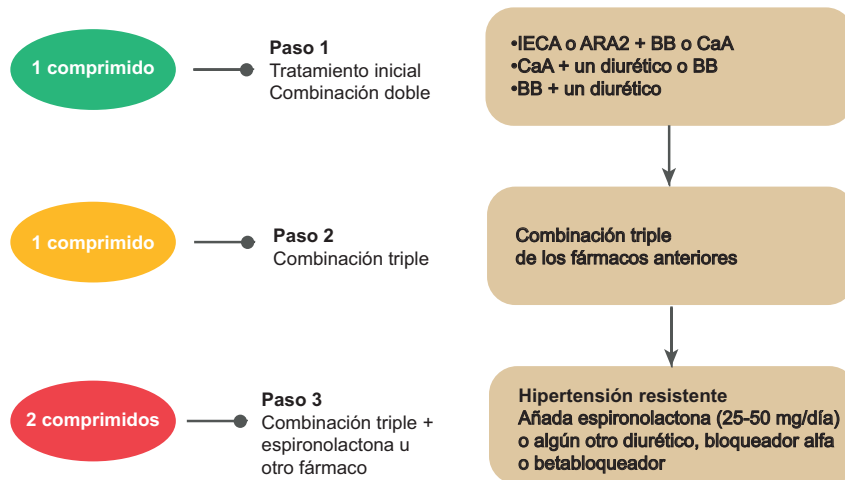 1 comprimido
Paso 1
Tratamiento inicial
Combinación doble
•IECA o ARA2 + BB o CaA
•CaA + un diurético o BB
•BB + un diurético
1 comprimido
Paso 2
Combinación triple
Combinación triple
de los fármacos anteriores
2 comprimidos
Paso 3
Combinación triple +
espironolactona u
otro fármaco
Hipertensión resistente
Añada espironolactona (25-50 mg/día)
o algún otro diurético, bloqueador alfa
o betabloqueador